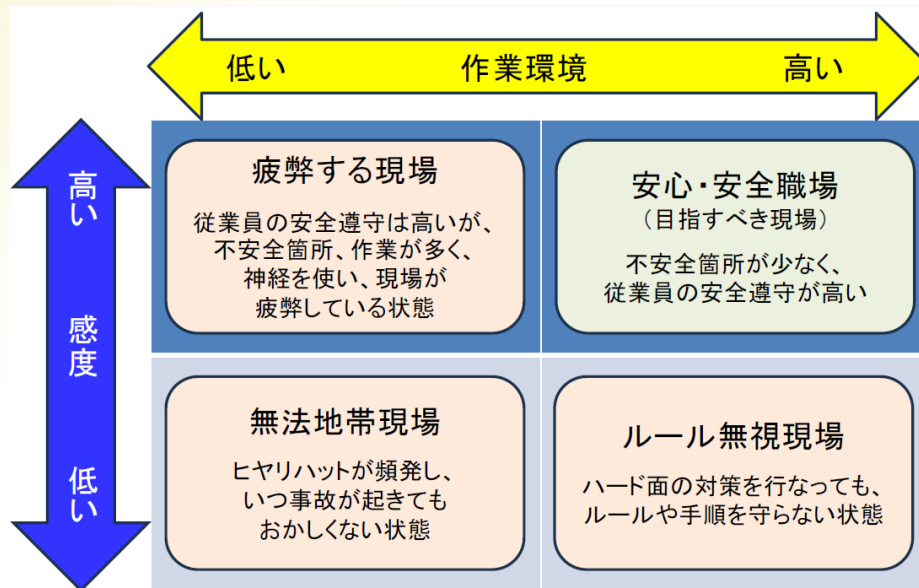 低い 作業環境 高い
高い
感度
低い
疲弊する現場
従業員の安全遵守は高いが、
不安全箇所、作業が多く、
神経を使い、現場が
疲弊している状態
安心・安全職場
（目指すべき現場）
不安全箇所が少なく、
従業員の安全遵守が高い
無法地帯現場
ヒヤリハットが頻発し、
いつ事故が起きても
おかしくない状態
ルール無視現場
ハード面の対策を行なっても、
ルールや手順を守らない状態